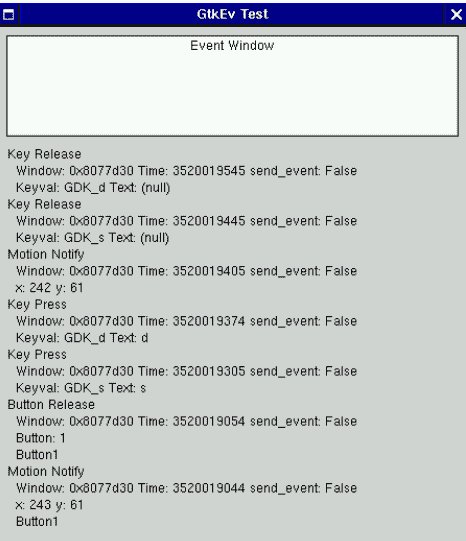 GtkEv Test
Event Window
Key Release
Window: 0x8077d30 Time: 3520019545 send_event: False
Keyval: GDK_d Text: (null)
Key Release
Window: 0x8077d30 Time: 3520019445 send_event: False
Keyval: GDK_s Text: (null)
Motion Notify
Window: 0x8077d30 Time: 3520019405 send_event: False
x: 242 y: 61
Key Press
Window: 0x8077d30 Time: 3520019374 send_event: False
Keyval: GDK_d Text: d
Key Press
Window: 0x8077d30 Time: 3520019305 send_event: False
Keyval: GDK_s Text: s
Button Release
Window: 0x8077d30 Time: 3520019054 send_event: False
Button: 1
Button1
Motion Notify
Window: 0x8077d30 Time: 3520019044 send_event: False
x: 243 y: 61
Button1